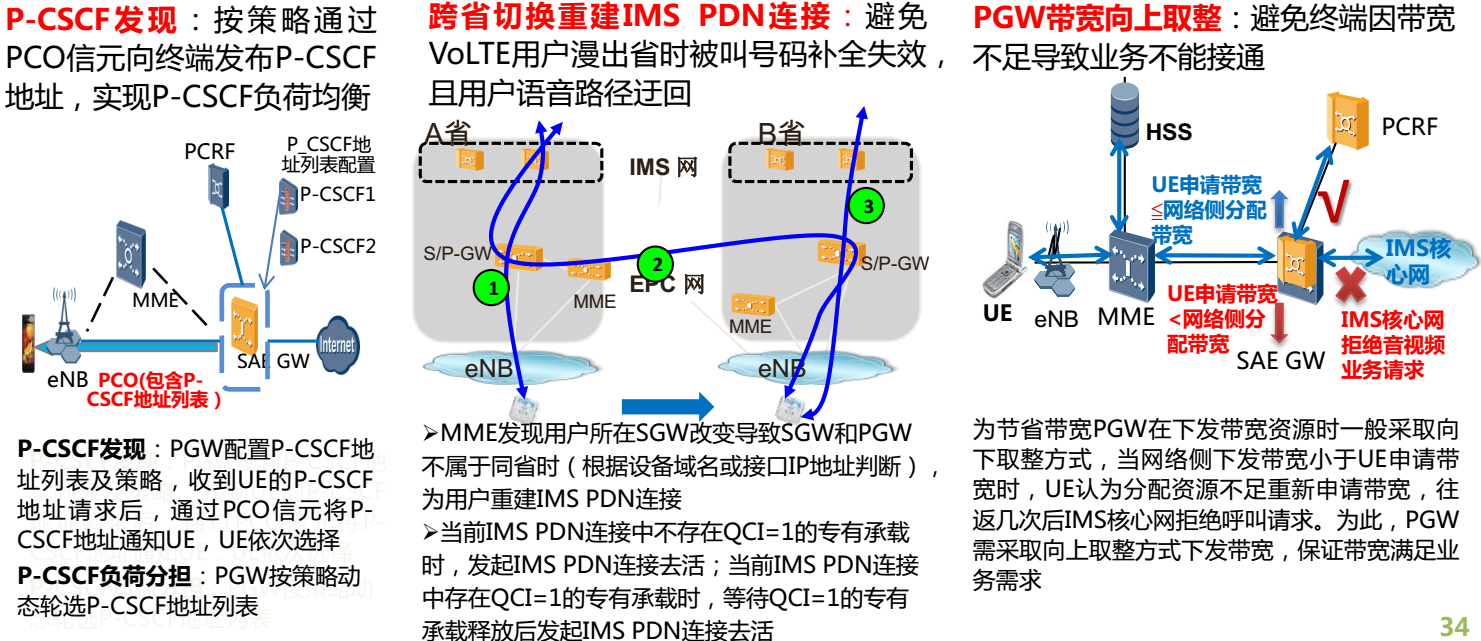 P-CSCF发现：按策略通过
PCO信元向终端发布P-CSCF
地址，实现P-CSCF负荷均衡
PCRF
P_CSCF地
址列表配置
P-CSCF1
P-CSCF2
MME
SAE GW
Internet
eNB
PCO(包含P-
CSCF地址列表）
P-CSCF发现：PGW配置P-CSCF地
址列表及策略，收到UE的P-CSCF
地址请求后，通过PCO信元将P-
CSCF地址通知UE，UE依次选择
P-CSCF负荷分担：PGW按策略动
态轮选P-CSCF地址列表
跨省切换重建IMS PDN连接：避免
VoLTE用户漫出省时被叫号码补全失效，
且用户语音路径迂回
A省
B省
IMS 网
3
S/P-GW
2
S/P-GW
1
EPC 网
MME
MME
eNB
eNB
➢MME发现用户所在SGW改变导致SGW和PGW
不属于同省时（根据设备域名或接口IP地址判断），
为用户重建IMS PDN连接
➢当前IMS PDN连接中不存在QCI=1的专有承载
时，发起IMS PDN连接去活；当前IMS PDN连接
中存在QCI=1的专有承载时，等待QCI=1的专有
承载释放后发起IMS PDN连接去活
PGW带宽向上取整：避免终端因带宽
不足导致业务不能接通
HSS
PCRF
UE申请带宽
≦网络侧分配
带宽
√
IMS核
心网
UE
eNB
MME
UE申请带宽
<网络侧分
配带宽
SAE GW
IMS核心网
拒绝音视频
业务请求
为节省带宽PGW在下发带宽资源时一般采取向
下取整方式，当网络侧下发带宽小于UE申请带
宽时，UE认为分配资源不足重新申请带宽，往
返几次后IMS核心网拒绝呼叫请求。为此，PGW
需采取向上取整方式下发带宽，保证带宽满足业
务需求
34